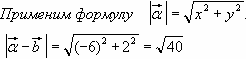 Применим формулу |a⃗| = √(x² + y²).
|a⃗ − b⃗| = √((−6)² + 2²) = √40